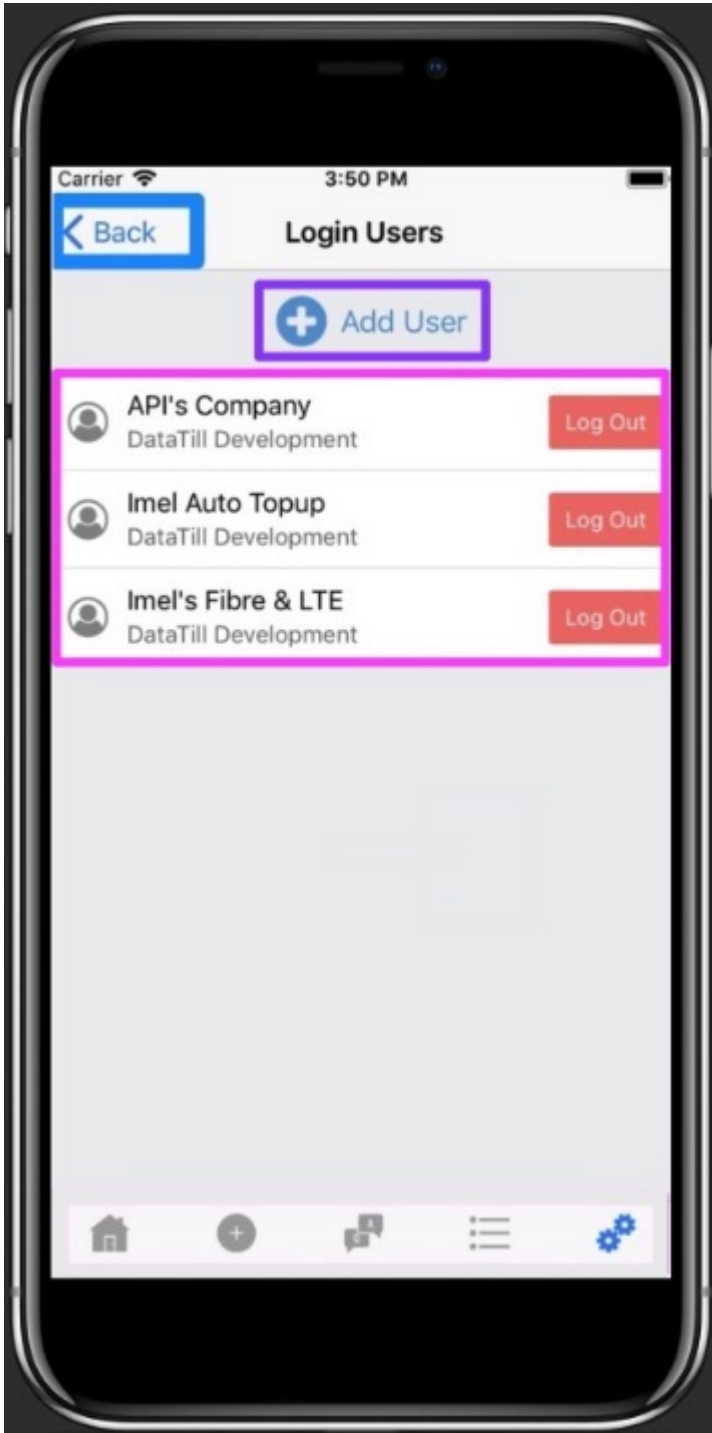 Carrier
3:50 PM
Back
Login Users
Add User
API's Company
DataTill Development
Log Out
Imel Auto Topup
DataTill Development
Log Out
Imel's Fibre & LTE
DataTill Development
Log Out